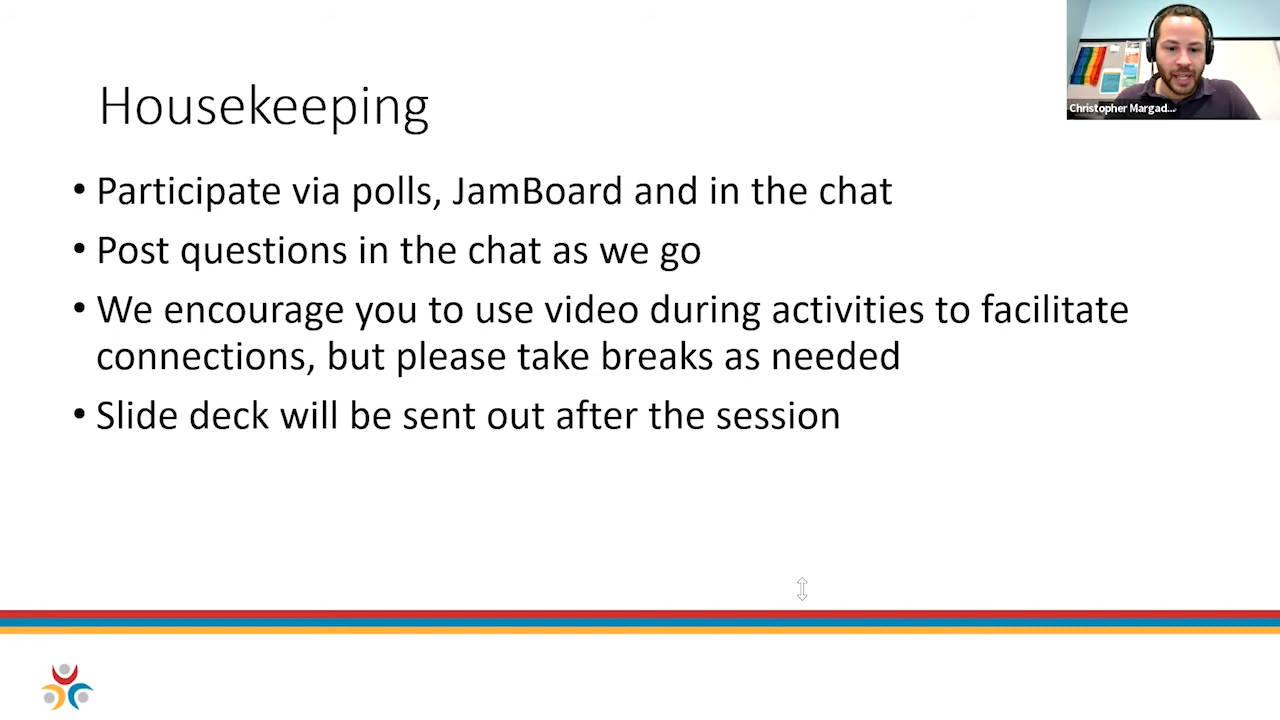 Housekeeping
• Participate via polls, JamBoard and in the chat
• Post questions in the chat as we go
• We encourage you to use video during activities to facilitate
connections, but please take breaks as needed
• Slide deck will be sent out after the session
Christopher Margad...